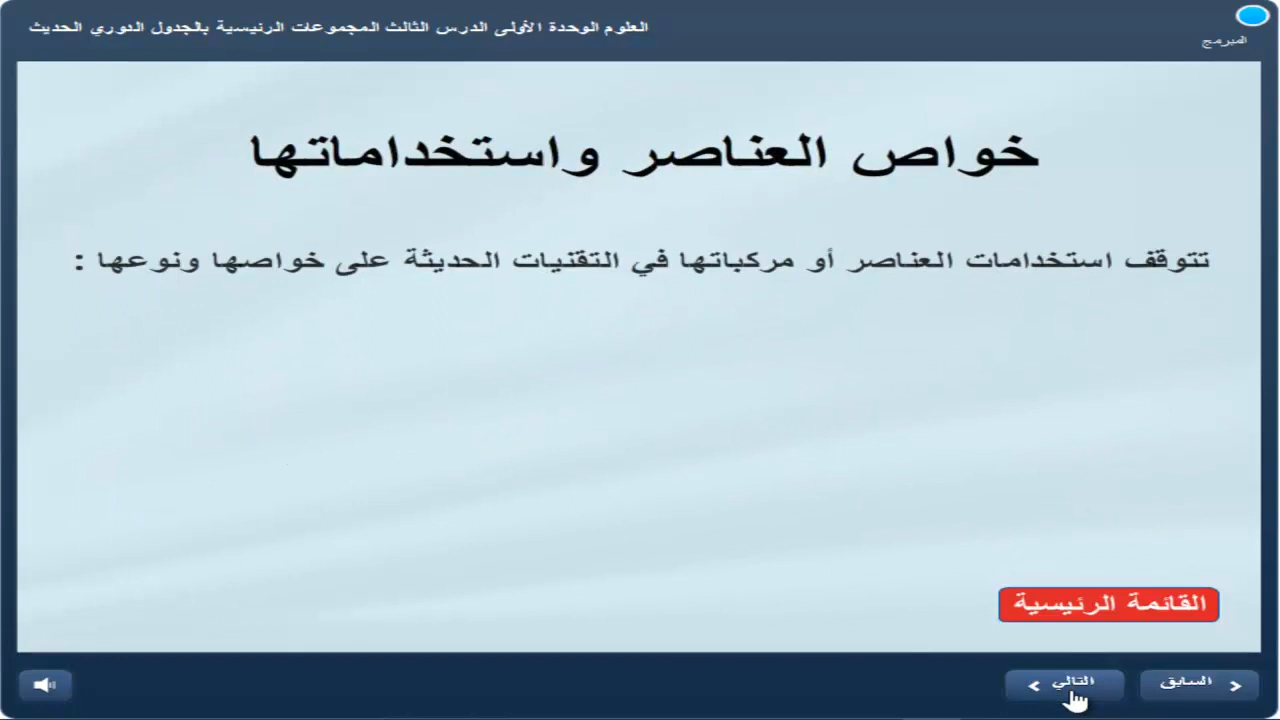 العلوم الوحدة الأولى الدرس الثالث المجموعات الرئيسية بالجدول الدوري الحديث
المبرمج
خواص العناصر واستخداماتها
تتوقف استخدامات العناصر أو مركباتها في التقنيات الحديثة على خواصها ونوعها :
القائمة الرئيسية
السابق
التالي